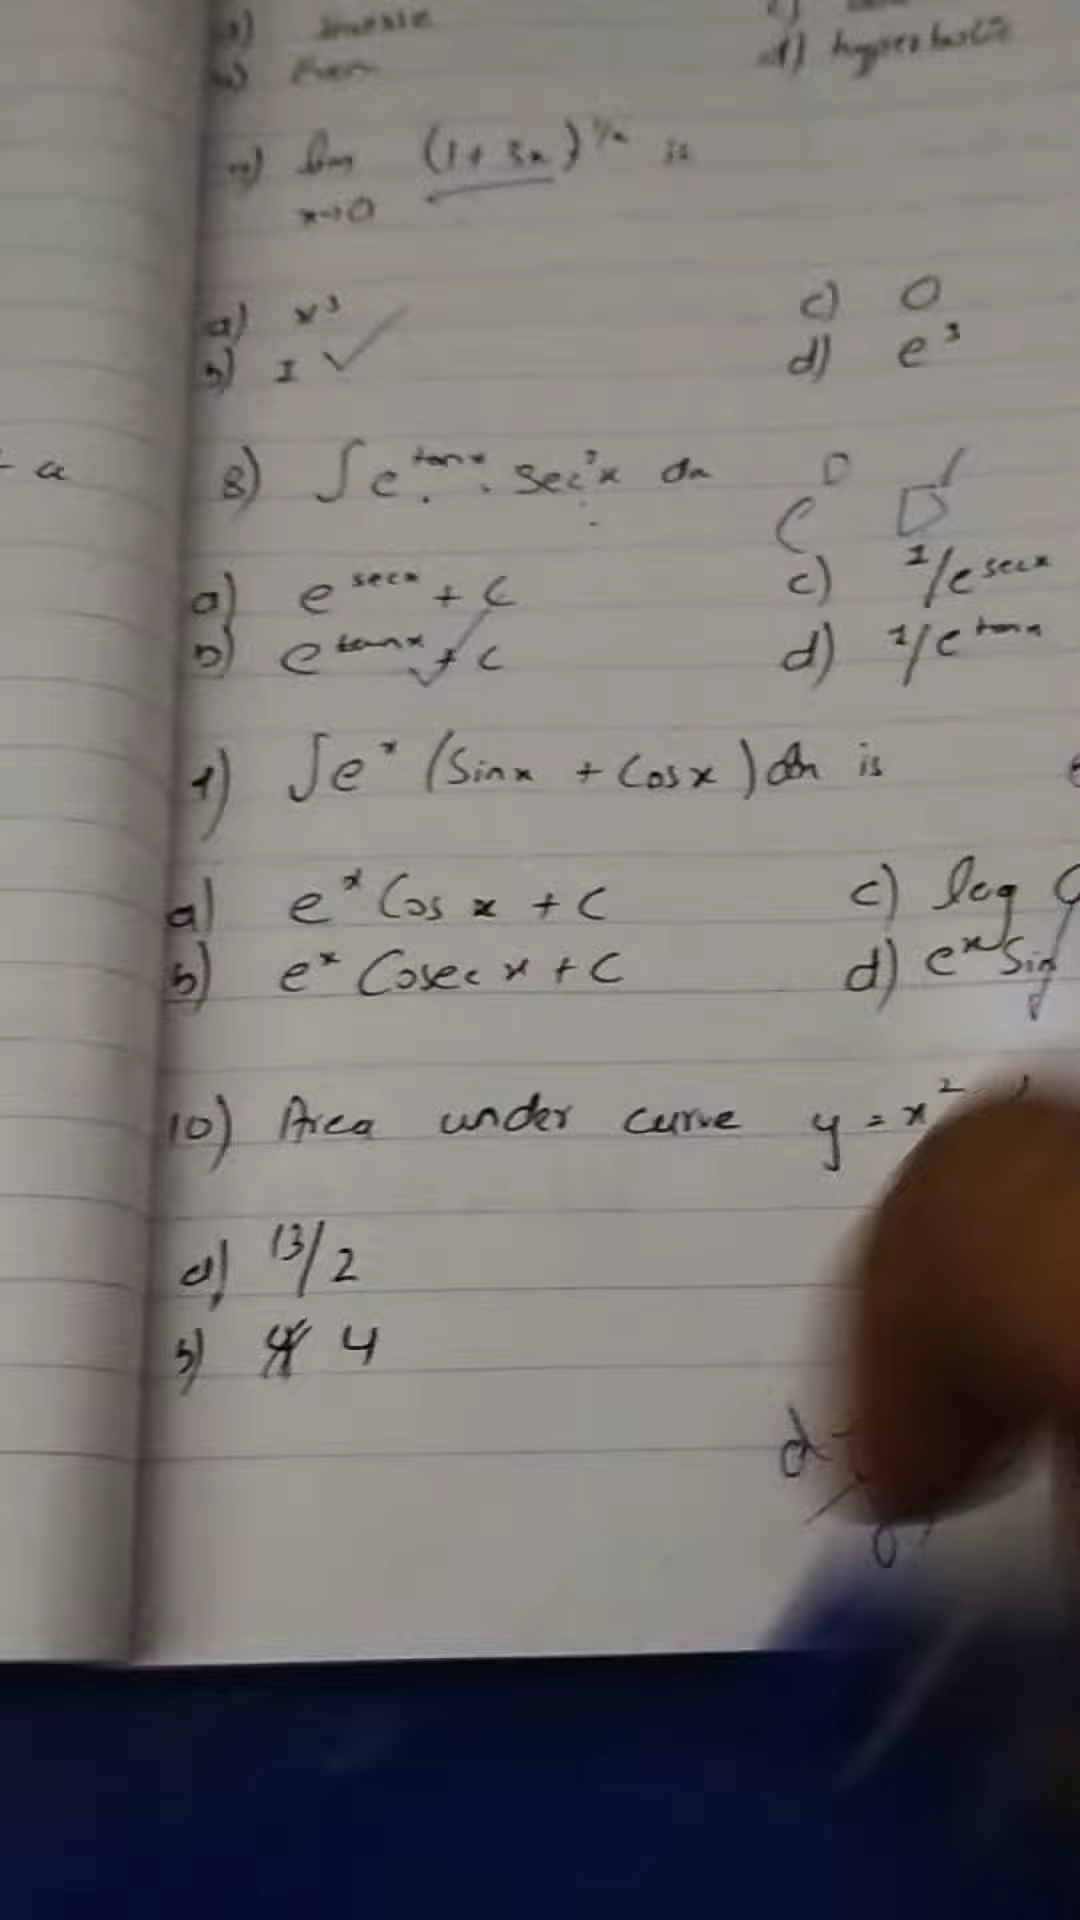 a) Inverse
b) Even
d) hyperbolic
7) lim (1 + 3x)^1/x is
x→0
a) x³
b) 1 ✓
c) 0
d) e³
8) ∫e^tanx . sec²x dx
a) e^secx + c
b) e^tanx + c
c) 1/e^secx
d) 1/e^tanx
9) ∫e^x (Sinx + Cosx) dx is
a) e^x Cos x + C
b) e^x Cosec x + C
c) log
d) e^x Sin
10) Area under curve y = x²
a) 13/2
b) 4